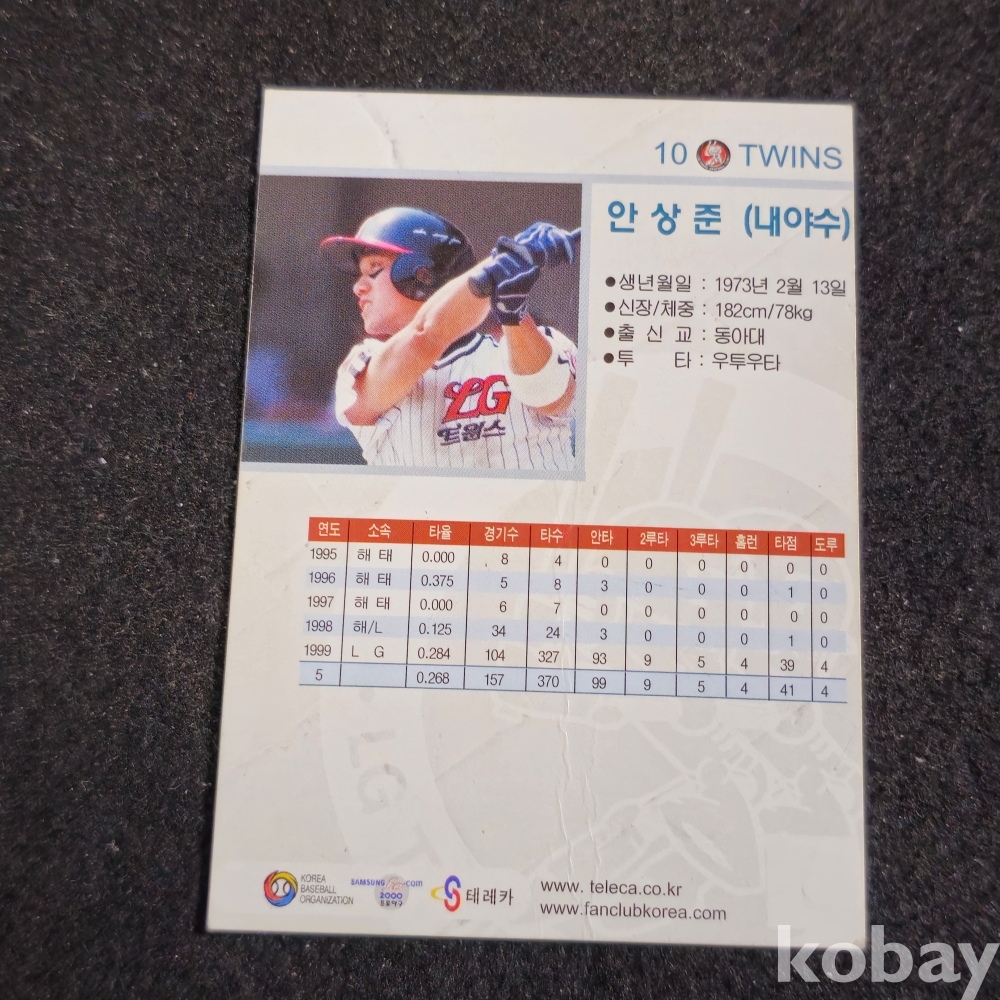 10 TWINS
안상준 (내야수)
●생년월일 : 1973년 2월 13일
●신장/체중 : 182cm/78kg
●출 신 교 : 동아대
●투 타 : 우투우타
LG
트윈스
연도 소속 타율 경기수 타수 안타 2루타 3루타 홈런 타점 도루
1995 해 태 0.000 8 4 0 0 0 0 0 0
1996 해 태 0.375 5 8 3 0 0 0 1 0
1997 해 태 0.000 6 7 0 0 0 0 0 0
1998 해/L 0.125 34 24 3 0 0 0 1 0
1999 L G 0.284 104 327 93 9 5 4 39 4
5 0.268 157 370 99 9 5 4 41 4
LG T
KOREA
BASEBALL
ORGANIZATION
SAMSUNG .com
2000
프로야구
테레카
www. teleca.co.kr
www.fanclubkorea.com
kobay